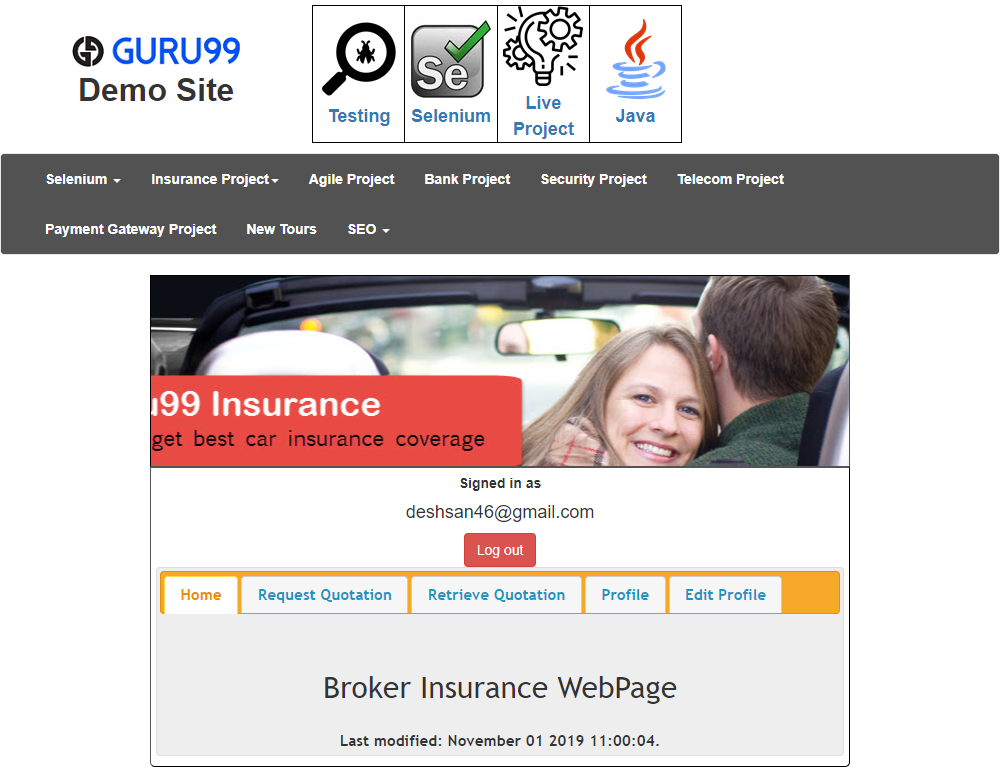 GURU99
Demo Site
Testing
Selenium
Live
Project
Java
Selenium
Insurance Project
Agile Project
Bank Project
Security Project
Telecom Project
Payment Gateway Project
New Tours
SEO
u99 Insurance
get best car insurance coverage
Signed in as
deshsan46@gmail.com
Log out
Home
Request Quotation
Retrieve Quotation
Profile
Edit Profile
Broker Insurance WebPage
Last modified: November 01 2019 11:00:04.